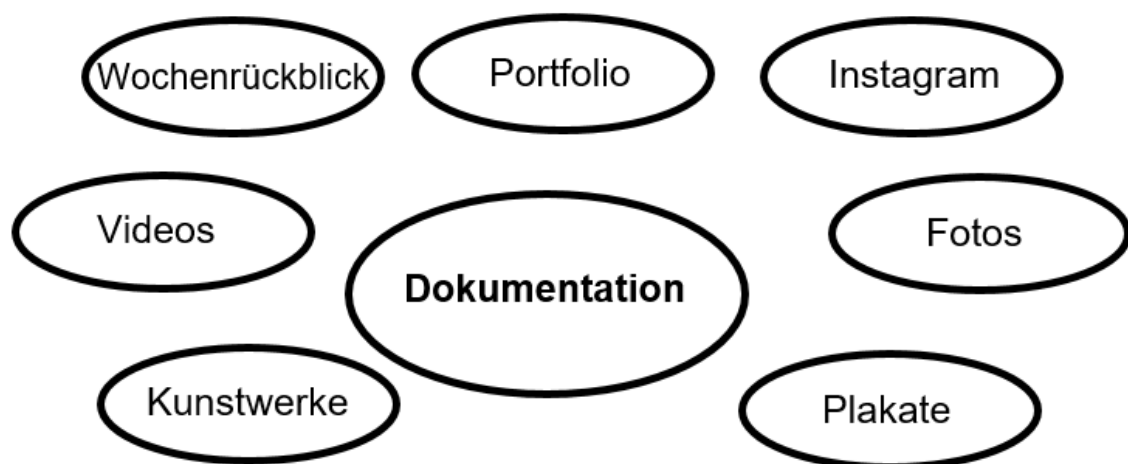 Wochenrückblick
Portfolio
Instagram
Videos
Fotos
Dokumentation
Kunstwerke
Plakate